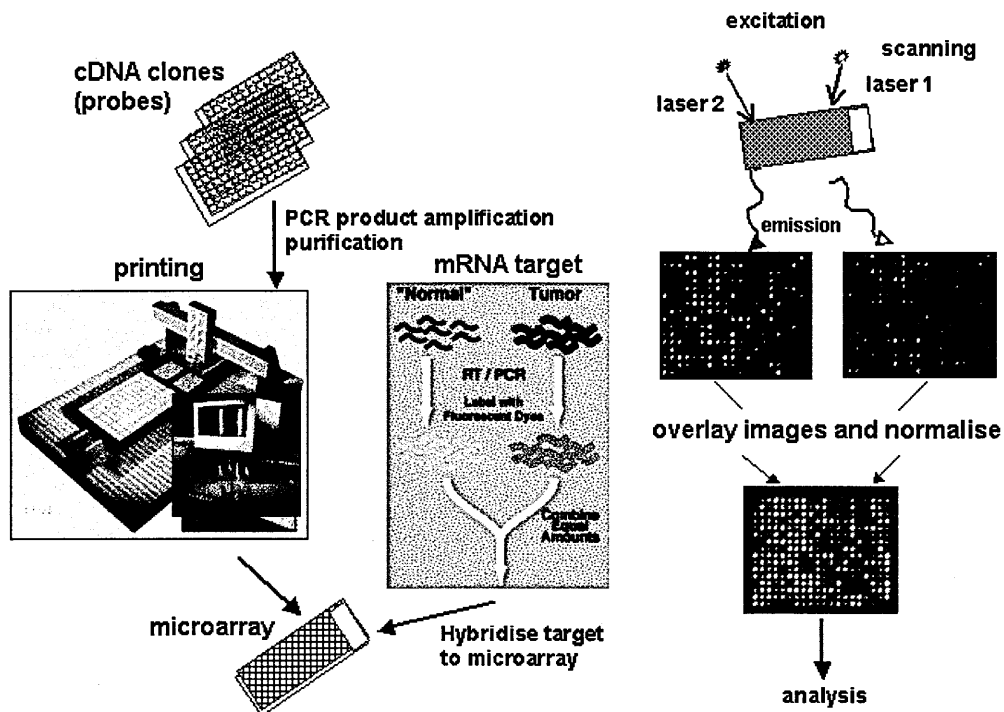 cDNA clones
(probes)
PCR product amplification
purification
printing
mRNA target
"Normal"
Tumor
RT / PCR
Label with
Fluorescent Dyes
Combine
Equal
Amounts
microarray
Hybridise target
to microarray
excitation
scanning
laser 2
laser 1
emission
overlay images and normalise
analysis